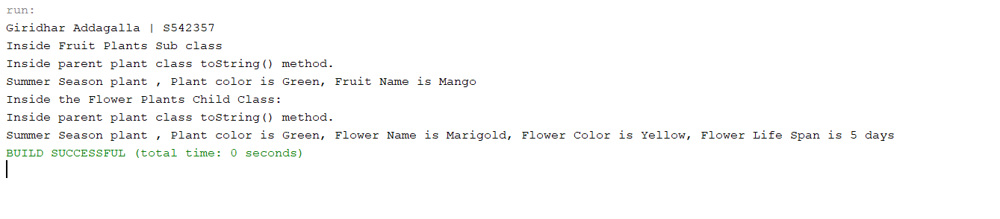 run:
Giridhar Addagalla | S542357
Inside Fruit Plants Sub class
Inside parent plant class toString() method.
Summer Season plant , Plant color is Green, Fruit Name is Mango
Inside the Flower Plants Child Class:
Inside parent plant class toString() method.
Summer Season plant , Plant color is Green, Flower Name is Marigold, Flower Color is Yellow, Flower Life Span is 5 days
BUILD SUCCESSFUL (total time: 0 seconds)